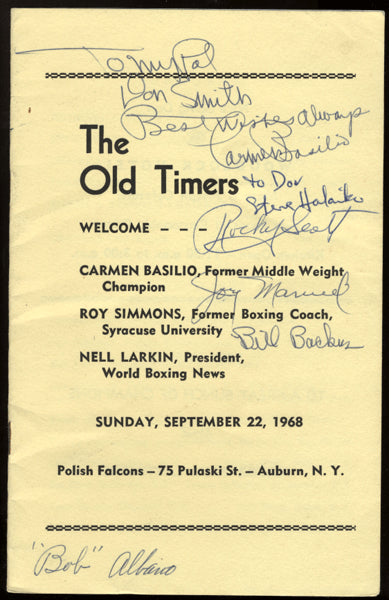 To my Pal
Don Smith
Best Wishes Always
Carmen Basilio
The
Old Timers
to Don
Steve Halaiko
WELCOME - - -
Rocky Scott
CARMEN BASILIO, Former Middle Weight
Champion
Joey
ROY SIMMONS, Former Boxing Coach,
Syracuse University
Bill Backus
NELL LARKIN, President,
World Boxing News
SUNDAY, SEPTEMBER 22, 1968
Polish Falcons – 75 Pulaski St. – Auburn, N. Y.
"Bob" Albino